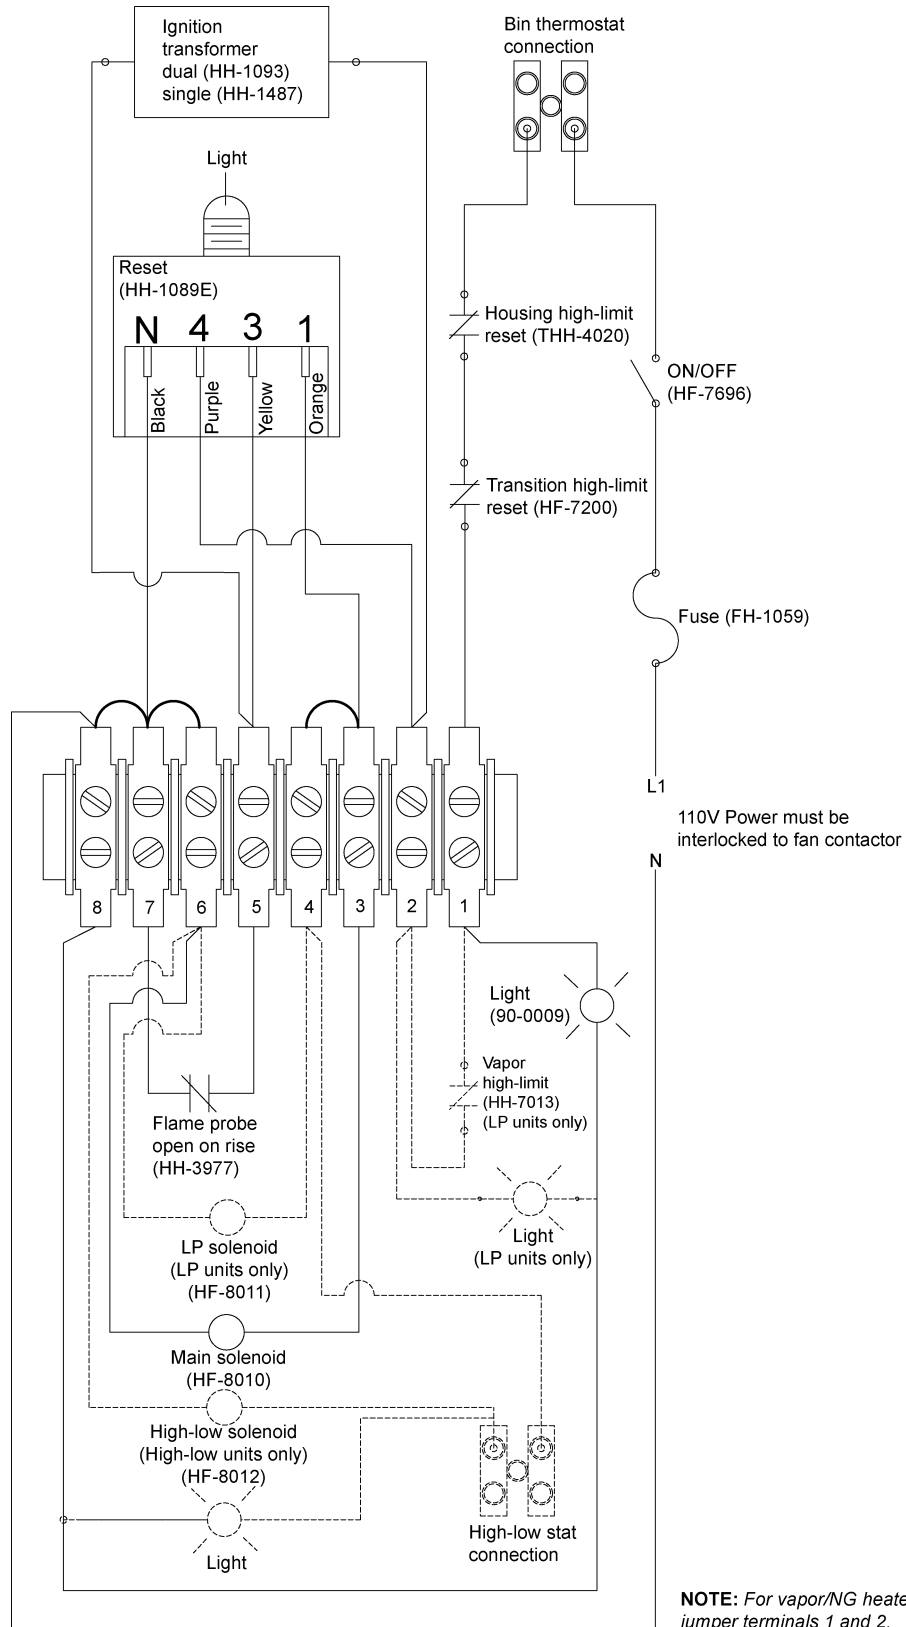 Ignition
transformer
dual (HH-1093)
single (HH-1487)
Bin thermostat
connection
Light
Reset
(HH-1089E)
N 4 3 1
Black
Purple
Yellow
Orange
Housing high-limit
reset (THH-4020)
ON/OFF
(HF-7696)
Transition high-limit
reset (HF-7200)
Fuse (FH-1059)
L1
110V Power must be
interlocked to fan contactor
N
8 7 6 5 4 3 2 1
Light
(90-0009)
Vapor
high-limit
(HH-7013)
(LP units only)
Flame probe
open on rise
(HH-3977)
Light
(LP units only)
LP solenoid
(LP units only)
(HF-8011)
Main solenoid
(HF-8010)
High-low solenoid
(High-low units only)
(HF-8012)
High-low stat
connection
Light
NOTE: For vapor/NG heate
jumper terminals 1 and 2.